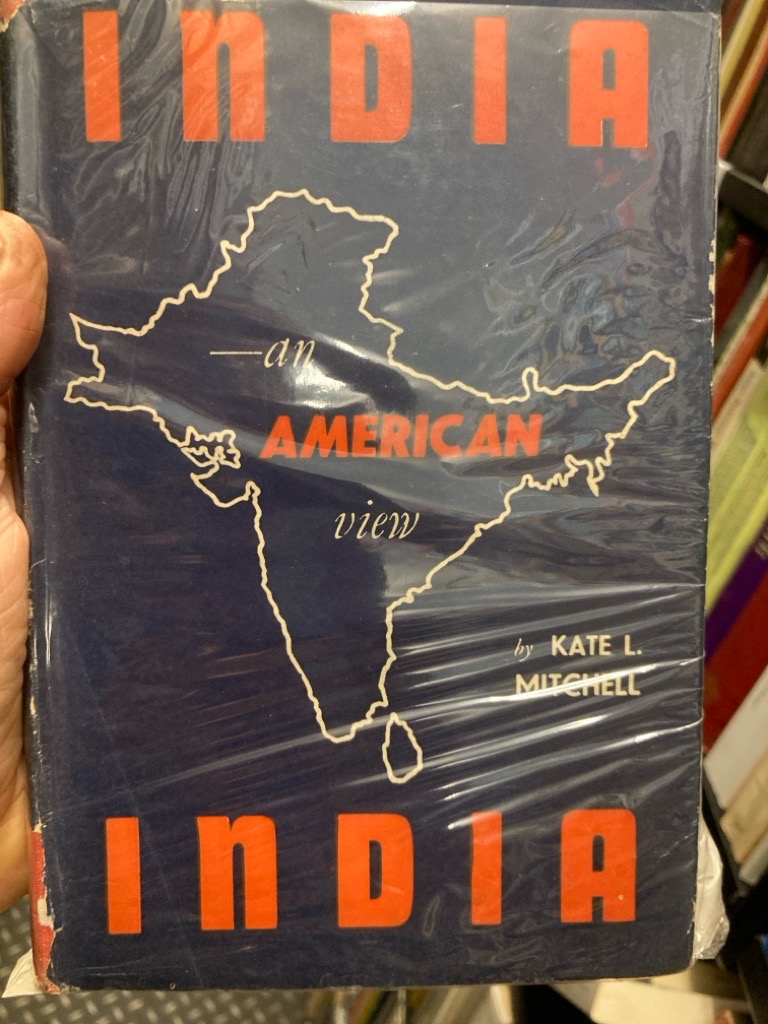 INDIA
—an
AMERICAN
view
by KATE L.
MITCHELL
INDIA